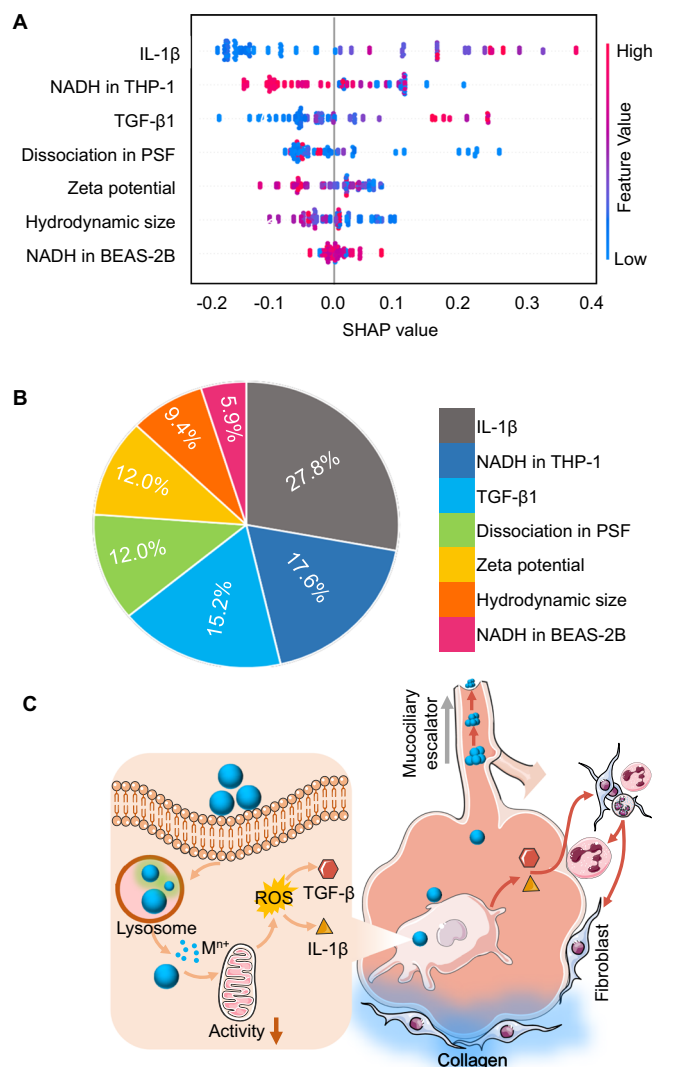 A
IL-1β
NADH in THP-1
TGF-β1
Dissociation in PSF
Zeta potential
Hydrodynamic size
NADH in BEAS-2B
High
Feature Value
Low
-0.2 -0.1 0.0 0.1 0.2 0.3 0.4
SHAP value
B
5.9%
9.4%
27.8%
12.0%
12.0%
17.6%
15.2%
IL-1β
NADH in THP-1
TGF-β1
Dissociation in PSF
Zeta potential
Hydrodynamic size
NADH in BEAS-2B
C
Mucociliary
escalator
ROS
TGF-β
Lysosome
IL-1β
Mⁿ⁺
Activity
Fibroblast
Collagen